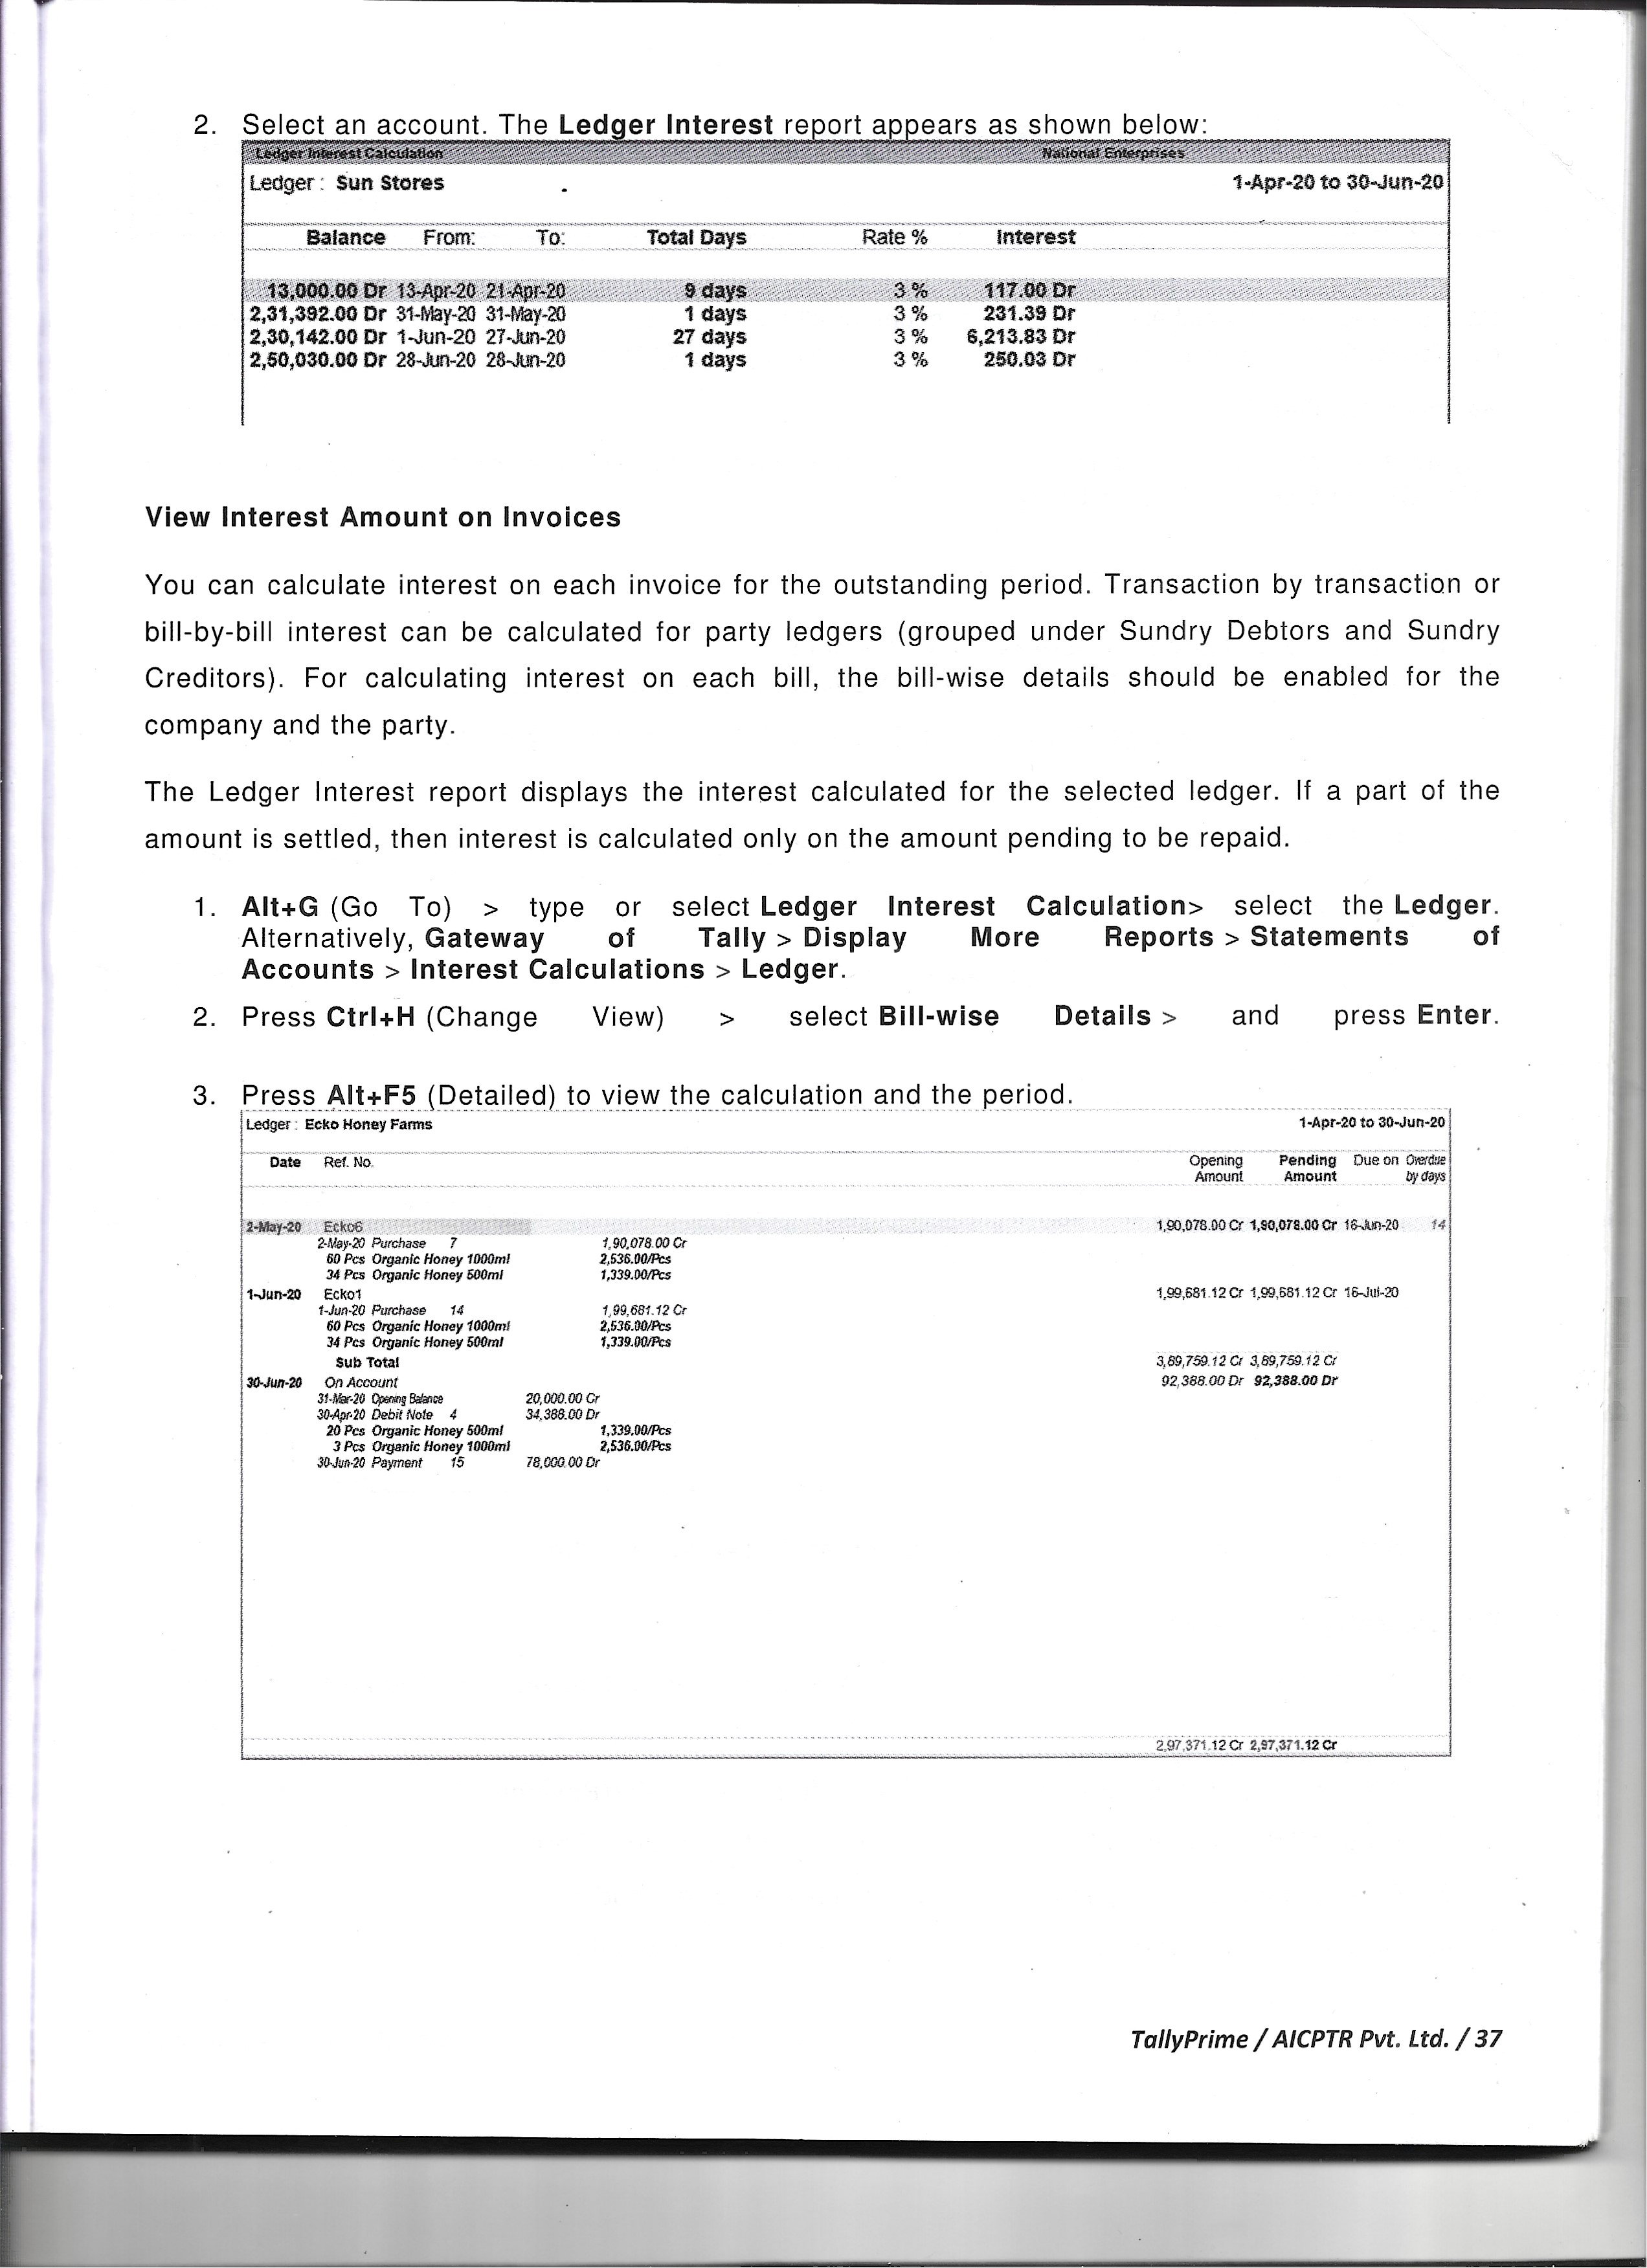 2. Select an account. The Ledger Interest report appears as shown below:
Ledger Interest Calculation National Enterprises
Ledger : Sun Stores 1-Apr-20 to 30-Jun-20
Balance From: To: Total Days Rate % Interest
13,000.00 Dr 13-Apr-20 21-Apr-20 9 days 3 % 117.00 Dr
2,31,392.00 Dr 31-May-20 31-May-20 1 days 3 % 231.39 Dr
2,30,142.00 Dr 1-Jun-20 27-Jun-20 27 days 3 % 6,213.83 Dr
2,50,030.00 Dr 28-Jun-20 28-Jun-20 1 days 3 % 250.03 Dr
View Interest Amount on Invoices
You can calculate interest on each invoice for the outstanding period. Transaction by transaction or
bill-by-bill interest can be calculated for party ledgers (grouped under Sundry Debtors and Sundry
Creditors). For calculating interest on each bill, the bill-wise details should be enabled for the
company and the party.
The Ledger Interest report displays the interest calculated for the selected ledger. If a part of the
amount is settled, then interest is calculated only on the amount pending to be repaid.
1. Alt+G (Go To) > type or select Ledger Interest Calculation> select the Ledger.
Alternatively, Gateway of Tally > Display More Reports > Statements of
Accounts > Interest Calculations > Ledger.
2. Press Ctrl+H (Change View) > select Bill-wise Details > and press Enter.
3. Press Alt+F5 (Detailed) to view the calculation and the period.
Ledger : Ecko Honey Farms 1-Apr-20 to 30-Jun-20
Date Ref. No. Opening Pending Due on Overdue
Amount Amount by days
2-May-20 Ecko6 1,90,078.00 Cr 1,90,078.00 Cr 16-Jun-20 14
2-May-20 Purchase 7 1,90,078.00 Cr
60 Pcs Organic Honey 1000ml 2,536.00/Pcs
34 Pcs Organic Honey 500ml 1,339.00/Pcs
1-Jun-20 Ecko1 1,99,681.12 Cr 1,99,681.12 Cr 16-Jul-20
1-Jun-20 Purchase 14 1,99,681.12 Cr
60 Pcs Organic Honey 1000ml 2,536.00/Pcs
34 Pcs Organic Honey 500ml 1,339.00/Pcs
Sub Total 3,89,759.12 Cr 3,89,759.12 Cr
30-Jun-20 On Account 92,388.00 Dr 92,388.00 Dr
31-Mar-20 Opening Balance 20,000.00 Cr
30-Apr-20 Debit Note 4 34,388.00 Dr
20 Pcs Organic Honey 500ml 1,339.00/Pcs
3 Pcs Organic Honey 1000ml 2,536.00/Pcs
30-Jun-20 Payment 15 78,000.00 Dr
2,97,371.12 Cr 2,97,371.12 Cr
TallyPrime / AICPTR Pvt. Ltd. / 37